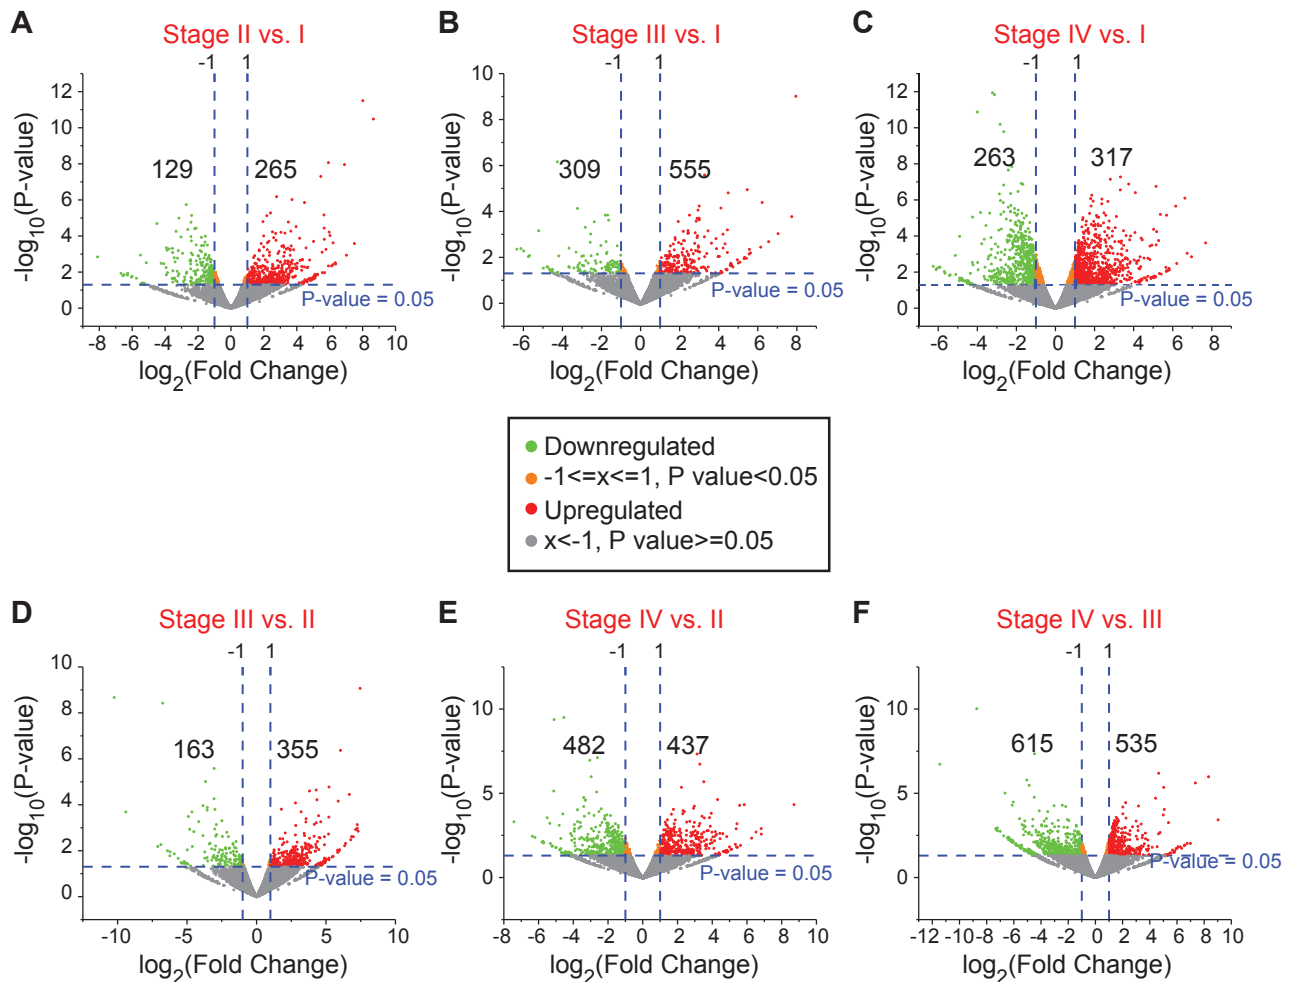 A
Stage II vs. I
-1 1
12
10
8
6
4
2
0
129
265
P-value = 0.05
-8 -6 -4 -2 0 2 4 6 8 10
-log10(P-value)
log2(Fold Change)
B
Stage III vs. I
-1 1
10
8
6
4
2
0
309
555
P-value = 0.05
-6 -4 -2 0 2 4 6 8
-log10(P-value)
log2(Fold Change)
C
Stage IV vs. I
-1 1
12
10
8
6
4
2
0
263
317
P-value = 0.05
-6 -4 -2 0 2 4 6 8
-log10(P-value)
log2(Fold Change)
Downregulated
-1<=x<=1, P value<0.05
Upregulated
x<-1, P value>=0.05
D
Stage III vs. II
-1 1
10
8
6
4
2
0
163
355
P-value = 0.05
-10 -5 0 5 10
-log10(P-value)
log2(Fold Change)
E
Stage IV vs. II
-1 1
10
5
0
482
437
P-value = 0.05
-8 -6 -4 -2 0 2 4 6 8 10
-log10(P-value)
log2(Fold Change)
F
Stage IV vs. III
-1 1
10
5
0
615
535
P-value = 0.05
-12 -10 -8 -6 -4 -2 0 2 4 6 8 10
-log10(P-value)
log2(Fold Change)